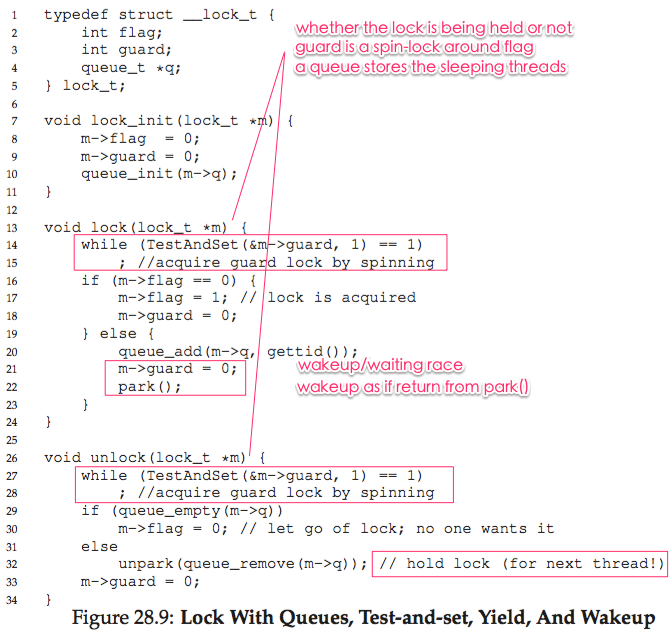 1 typedef struct __lock_t {
whether the lock is being held or not
2 int flag;
3 int guard;
guard is a spin-lock around flag
4 queue_t *q;
a queue stores the sleeping threads
5 } lock_t;
6
7 void lock_init(lock_t *m) {
8 m->flag = 0;
9 m->guard = 0;
10 queue_init(m->q);
11 }
12
13 void lock(lock_t *m) {
14 while (TestAndSet(&m->guard, 1) == 1)
15 ; //acquire guard lock by spinning
16 if (m->flag == 0) {
17 m->flag = 1; // lock is acquired
18 m->guard = 0;
19 } else {
20 queue_add(m->q, gettid());
21 m->guard = 0;
wakeup/waiting race
22 park();
wakeup as if return from park()
23 }
24 }
25
26 void unlock(lock_t *m) {
27 while (TestAndSet(&m->guard, 1) == 1)
28 ; //acquire guard lock by spinning
29 if (queue_empty(m->q))
30 m->flag = 0; // let go of lock; no one wants it
31 else
32 unpark(queue_remove(m->q)); // hold lock (for next thread!)
33 m->guard = 0;
34 }
Figure 28.9: Lock With Queues, Test-and-set, Yield, And Wakeup